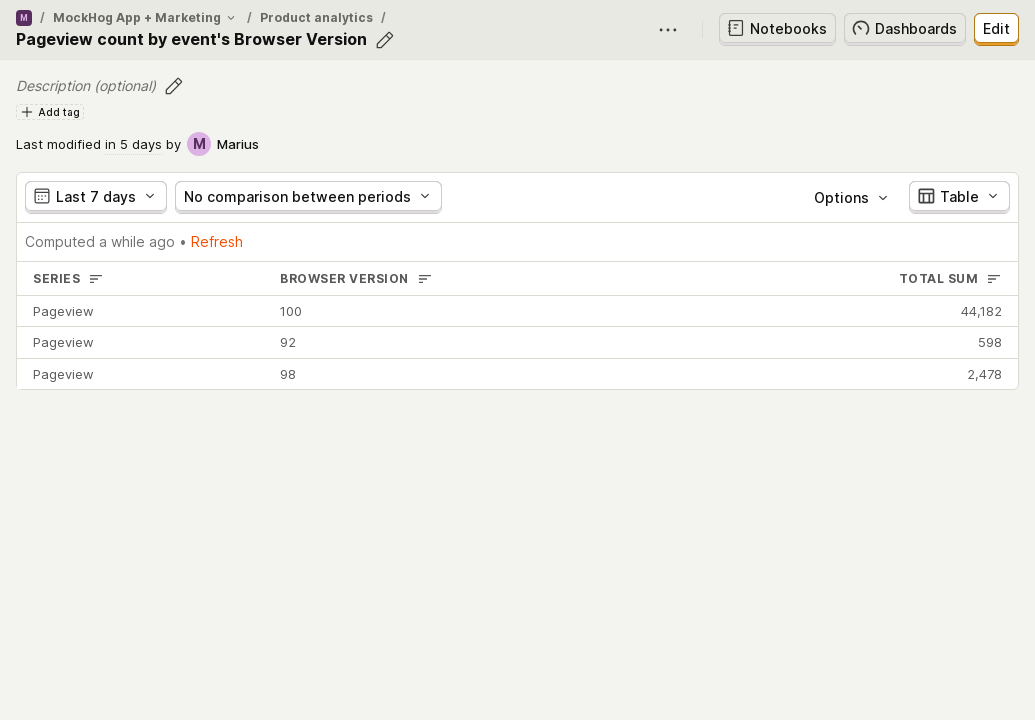 M / MockHog App + Marketing / Product analytics /
Pageview count by event's Browser Version
Notebooks Dashboards Edit
Description (optional)
Add tag
Last modified in 5 days by M Marius
Last 7 days No comparison between periods Options Table
Computed a while ago • Refresh
SERIES BROWSER VERSION TOTAL SUM
Pageview 100 44,182
Pageview 92 598
Pageview 98 2,478